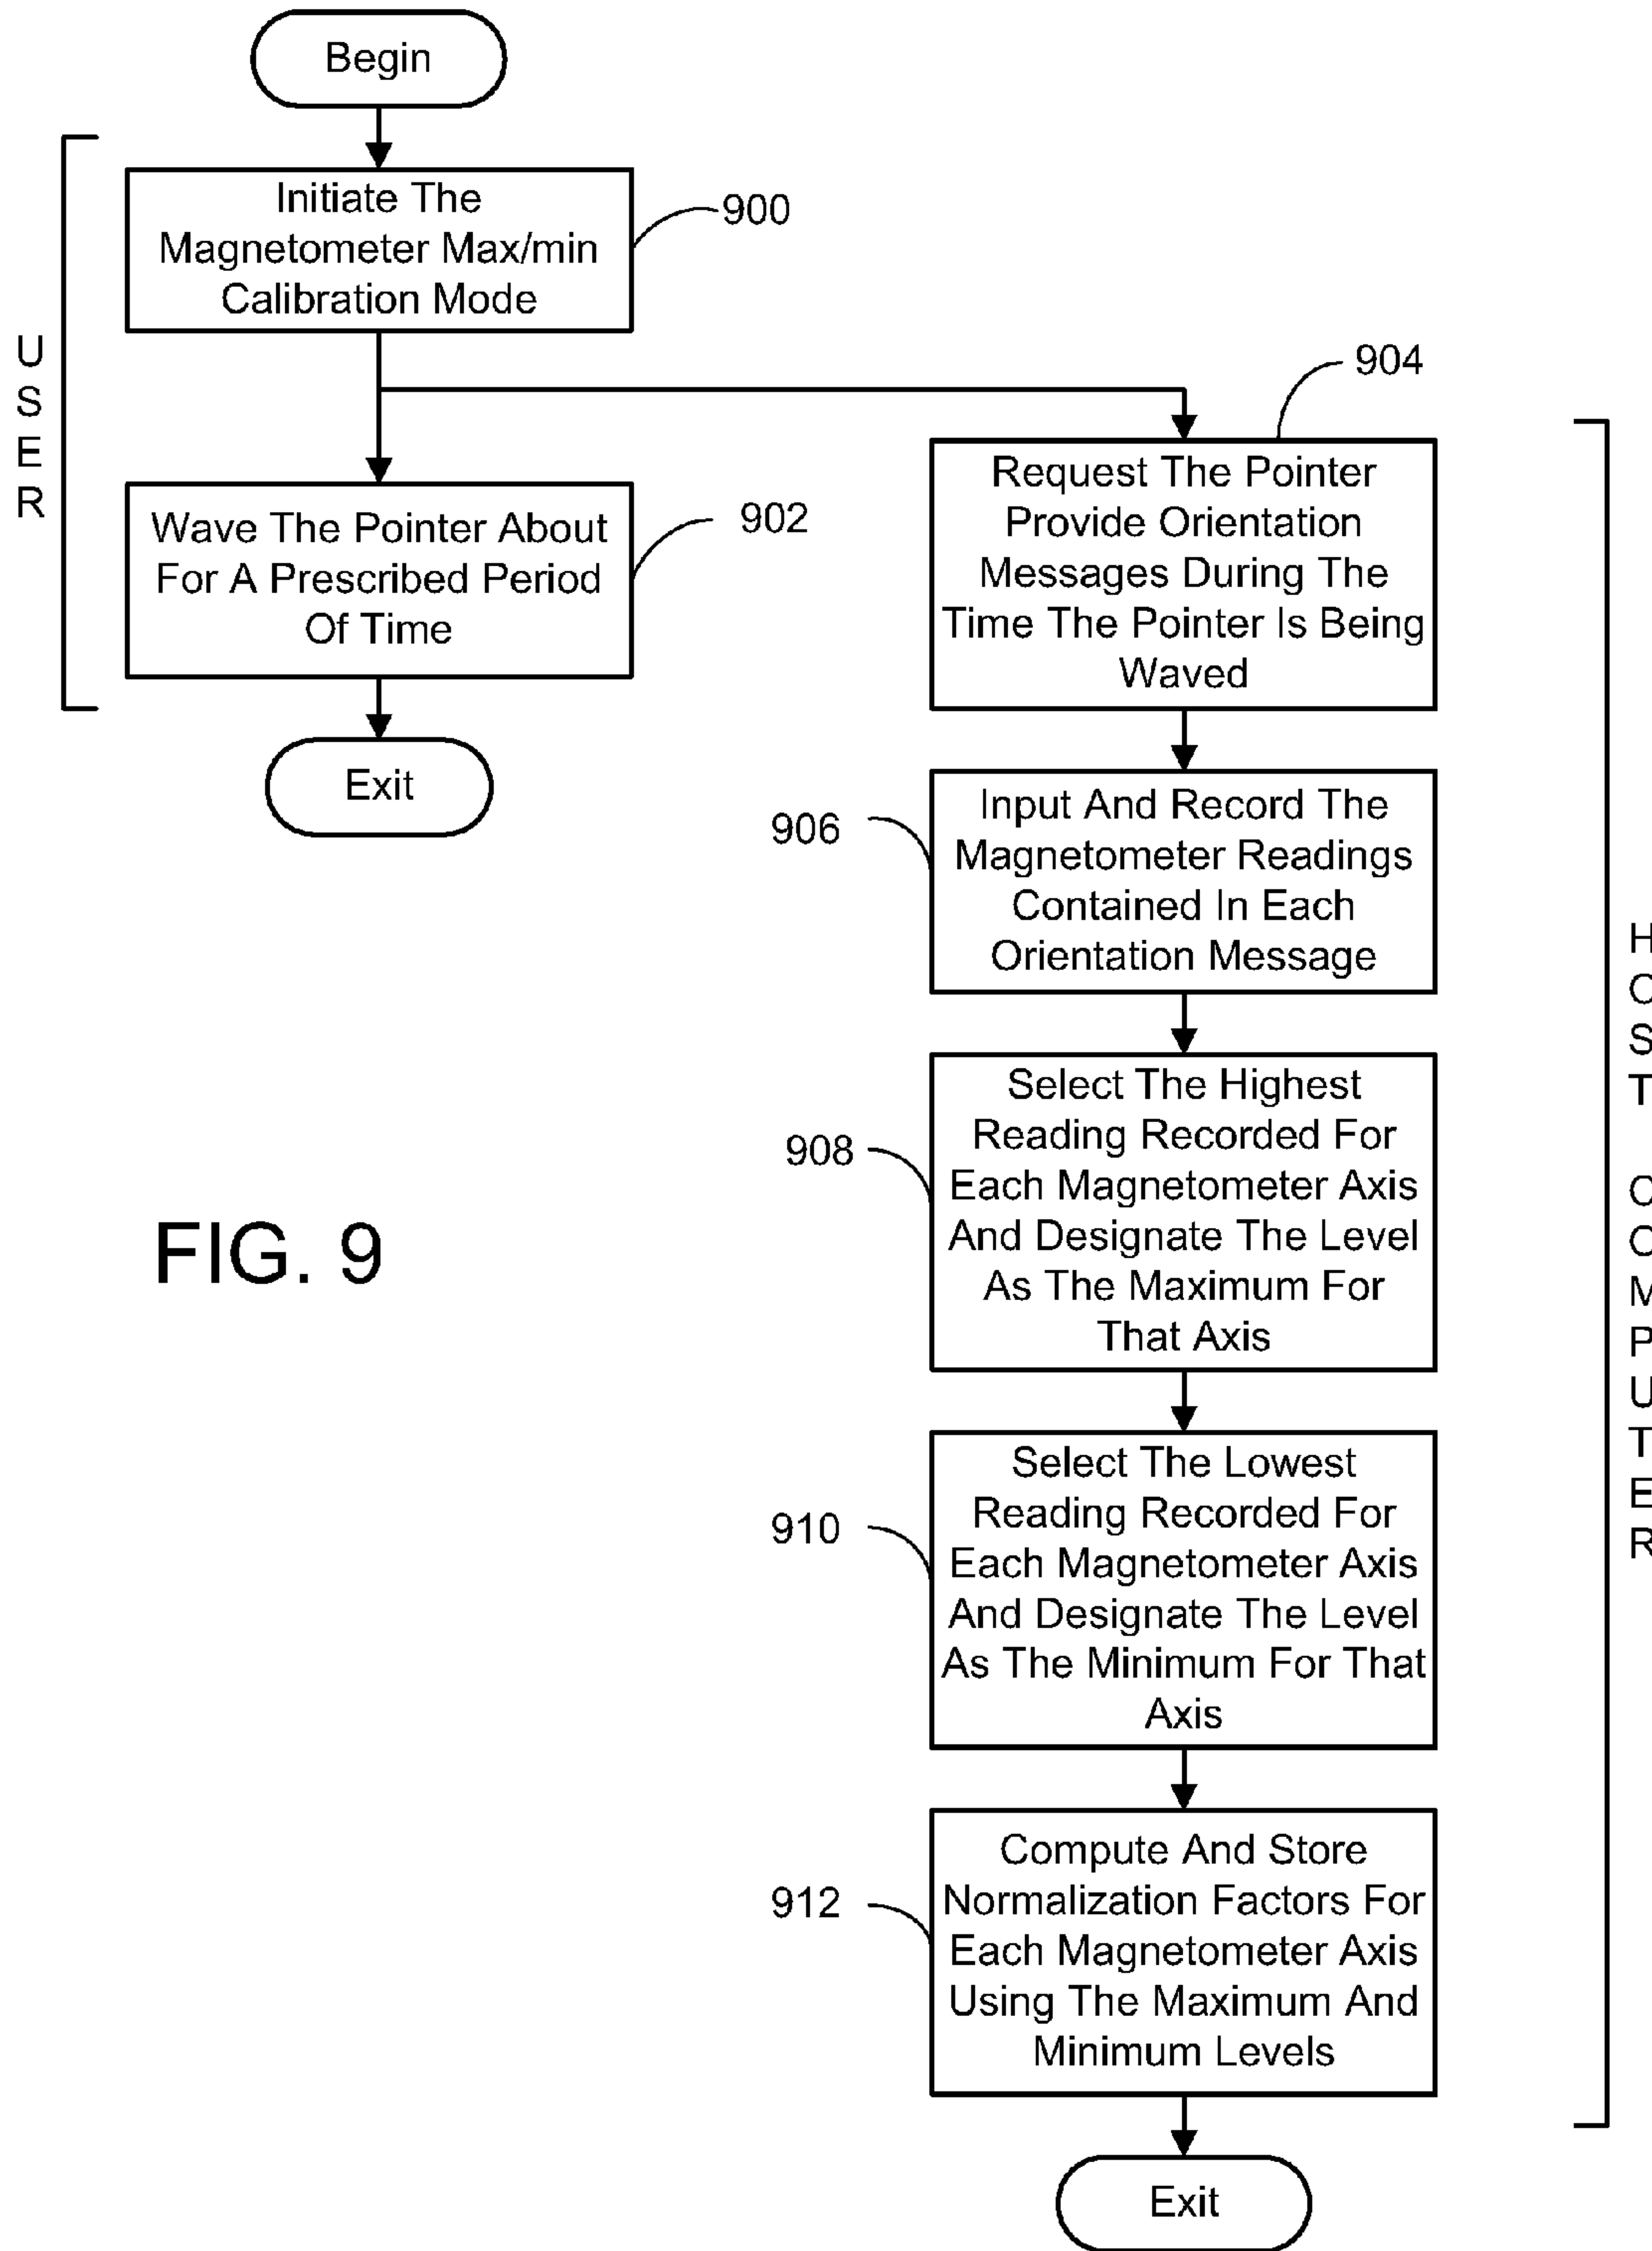 Begin
USER
Initiate The
Magnetometer Max/min
Calibration Mode
900
Wave The Pointer About
For A Prescribed Period
Of Time
902
Exit
904
Request The Pointer
Provide Orientation
Messages During The
Time The Pointer Is Being
Waved
906
Input And Record The
Magnetometer Readings
Contained In Each
Orientation Message
908
Select The Highest
Reading Recorded For
Each Magnetometer Axis
And Designate The Level
As The Maximum For
That Axis
910
Select The Lowest
Reading Recorded For
Each Magnetometer Axis
And Designate The Level
As The Minimum For That
Axis
912
Compute And Store
Normalization Factors For
Each Magnetometer Axis
Using The Maximum And
Minimum Levels
Exit
HOST COMPUTER
FIG. 9